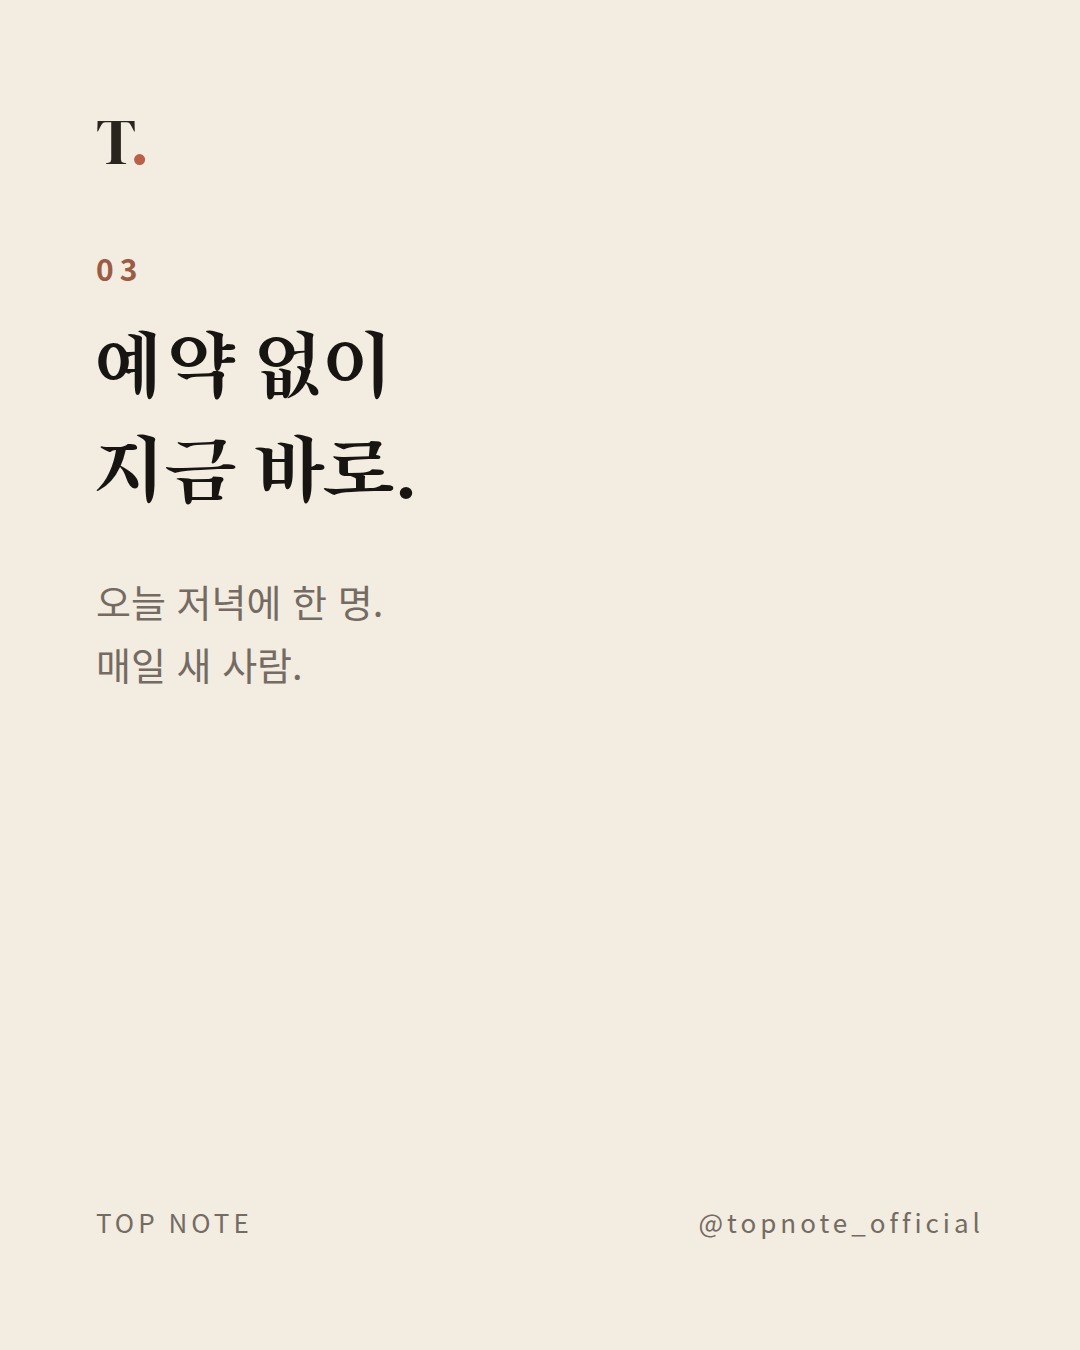 T.
03
예약 없이
지금 바로.
오늘 저녁에 한 명.
매일 새 사람.
TOP NOTE
@topnote_official